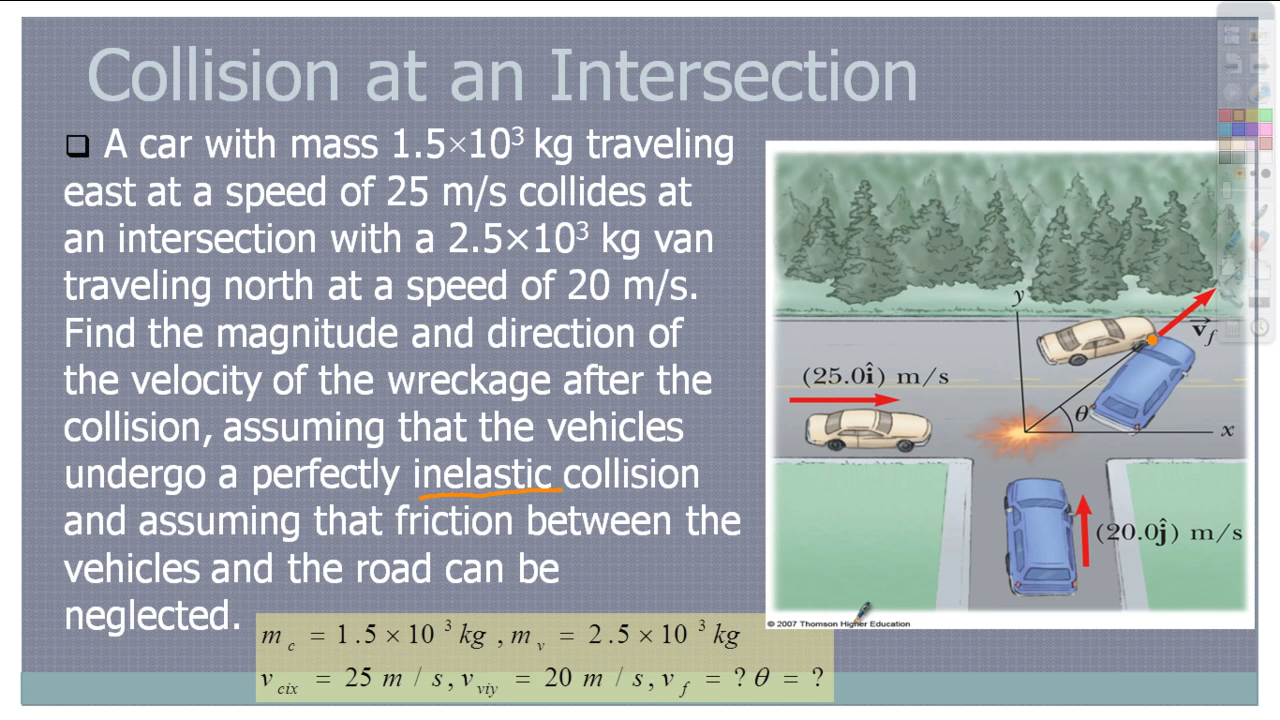 Collision at an Intersection
❑ A car with mass 1.5×10³ kg traveling
east at a speed of 25 m/s collides at
an intersection with a 2.5×10³ kg van
traveling north at a speed of 20 m/s.
Find the magnitude and direction of
the velocity of the wreckage after the
collision, assuming that the vehicles
undergo a perfectly inelastic collision
and assuming that friction between the
vehicles and the road can be
neglected.
m_c = 1.5 × 10³ kg, m_v = 2.5 × 10³ kg
v_cix = 25 m / s, v_viy = 20 m / s, v_f = ? θ = ?
y
v⃗_f
(25.0î) m/s
θ
x
(20.0ĵ) m/s
© 2007 Thomson Higher Education